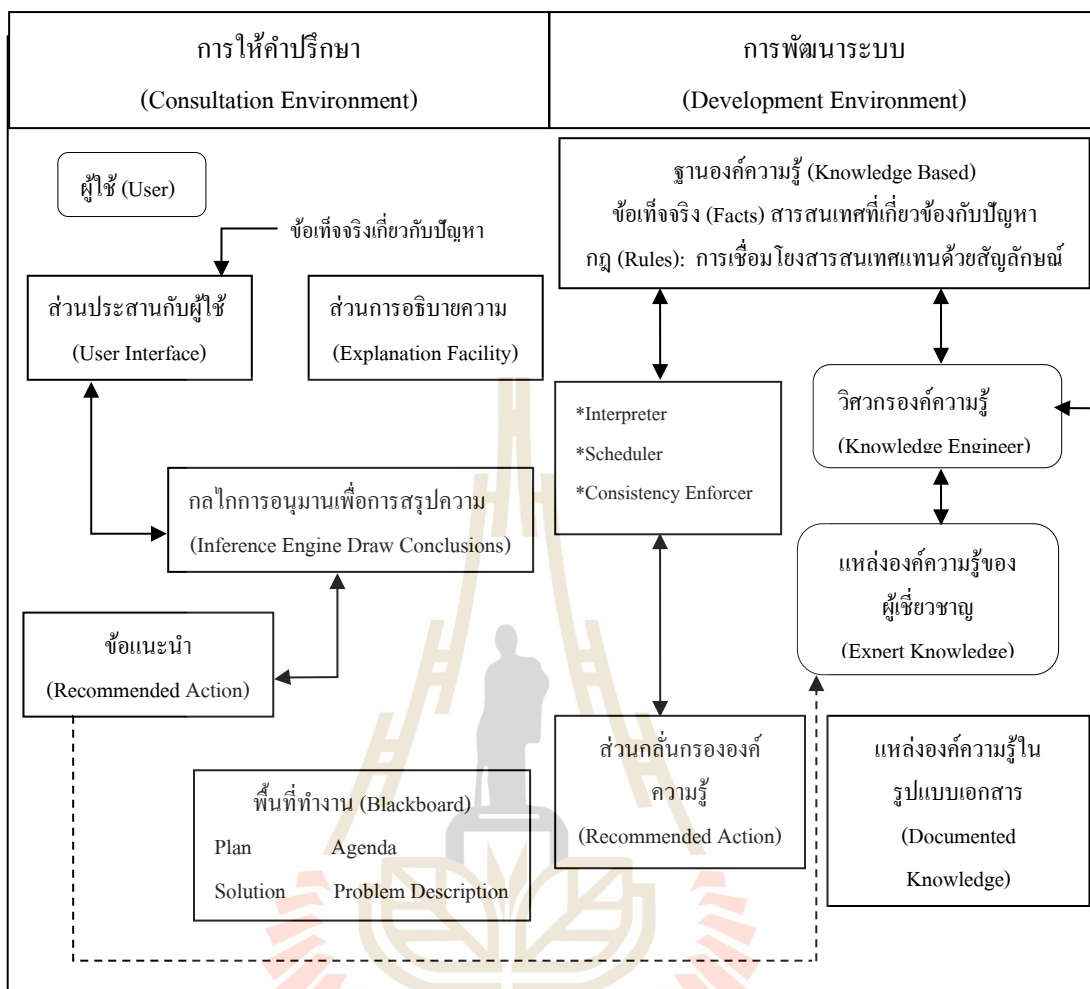 การให้คำปรึกษา
(Consultation Environment)
การพัฒนาระบบ
(Development Environment)
ผู้ใช้ (User)
ข้อเท็จจริงเกี่ยวกับปัญหา
ส่วนประสานกับผู้ใช้
(User Interface)
ส่วนการอธิบายความ
(Explanation Facility)
กลไกการอนุมานเพื่อการสรุปความ
(Inference Engine Draw Conclusions)
ข้อแนะนำ
(Recommended Action)
พื้นที่ทำงาน (Blackboard)
Plan Agenda
Solution Problem Description
ฐานองค์ความรู้ (Knowledge Based)
ข้อเท็จจริง (Facts) สารสนเทศที่เกี่ยวข้องกับปัญหา
กฎ (Rules): การเชื่อมโยงสารสนเทศแทนด้วยสัญลักษณ์
*Interpreter
*Scheduler
*Consistency Enforcer
วิศวกรองค์ความรู้
(Knowledge Engineer)
แหล่งองค์ความรู้ของ
ผู้เชี่ยวชาญ
(Expert Knowledge)
ส่วนกลั่นกรององค์
ความรู้
(Recommended Action)
แหล่งองค์ความรู้ใน
รูปแบบเอกสาร
(Documented
Knowledge)